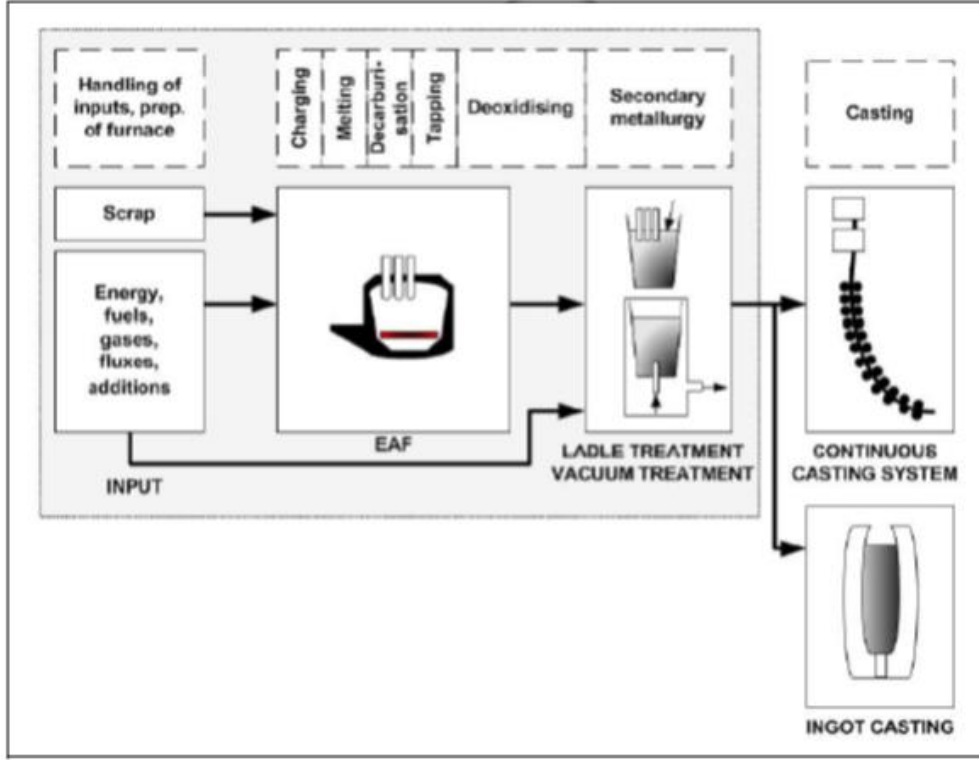 Handling of
inputs, prep.
of furnace
Charging
Melting
Decarburi-
sation
Tapping
Deoxidising
Secondary
metallurgy
Casting
Scrap
Energy,
fuels,
gases,
fluxes,
additions
INPUT
EAF
LADLE TREATMENT
VACUUM TREATMENT
CONTINUOUS
CASTING SYSTEM
INGOT CASTING